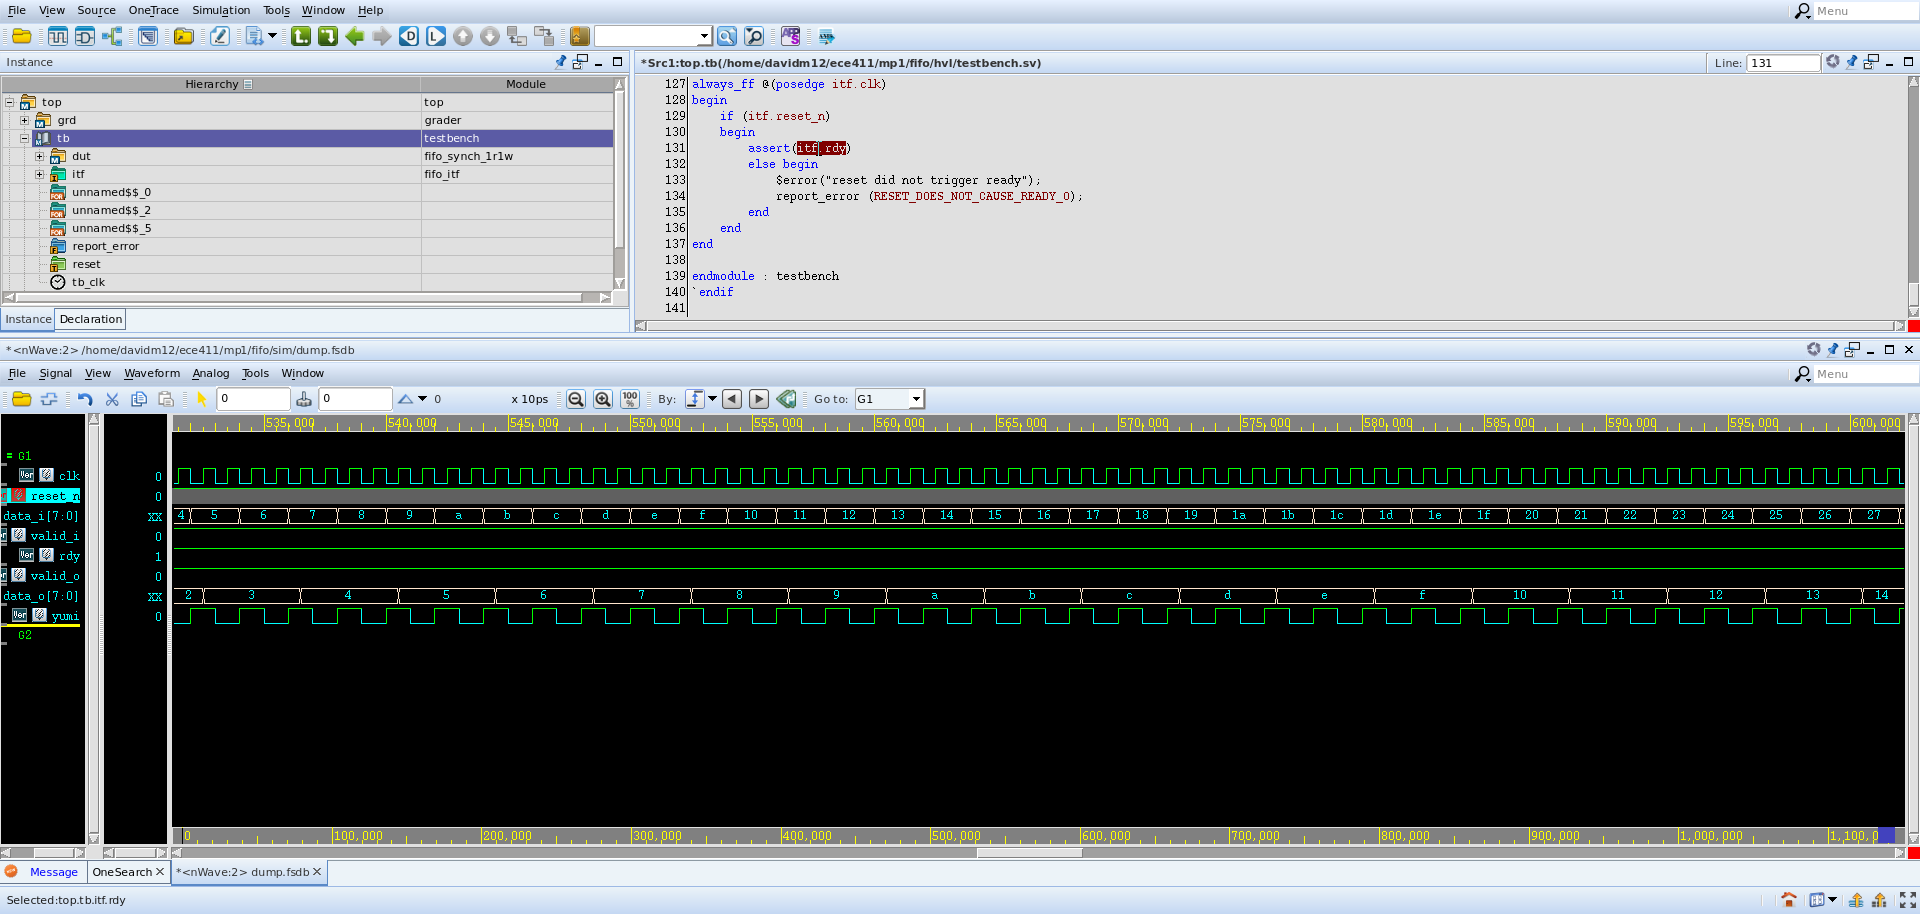 File View Source OneTrace Simulation Tools Window Help
Menu
Instance
*Src1:top.tb(/home/davidm12/ece411/mp1/fifo/hvl/testbench.sv)
Line: 131
Hierarchy Module
top top
grd grader
tb testbench
dut fifo_synch_1r1w
itf fifo_itf
unnamed$$_0
unnamed$$_2
unnamed$$_5
report_error
reset
tb_clk
Instance Declaration
127 always_ff @(posedge itf.clk)
128 begin
129 if (itf.reset_n)
130 begin
131 assert(itf.rdy)
132 else begin
133 $error("reset did not trigger ready");
134 report_error (RESET_DOES_NOT_CAUSE_READY_O);
135 end
136 end
137 end
138
139 endmodule : testbench
140 `endif
141
*<nWave:2> /home/davidm12/ece411/mp1/fifo/sim/dump.fsdb
File Signal View Waveform Analog Tools Window
Menu
0 0 0 x 10ps 100% By: Go to: G1
535,000 540,000 545,000 550,000 555,000 560,000 565,000 570,000 575,000 580,000 585,000 590,000 595,000 600,000
= G1
clk 0
reset_n 0
data_i[7:0] XX 4 5 6 7 8 9 a b c d e f 10 11 12 13 14 15 16 17 18 19 1a 1b 1c 1d 1e 1f 20 21 22 23 24 25 26 27
valid_i 0
rdy 1
valid_o 0
data_o[7:0] XX 2 3 4 5 6 7 8 9 a b c d e f 10 11 12 13 14
yumi 0
G2
0 100,000 200,000 300,000 400,000 500,000 600,000 700,000 800,000 900,000 1,000,000 1,100,0
Message OneSearch *<nWave:2> dump.fsdb
Selected:top.tb.itf.rdy